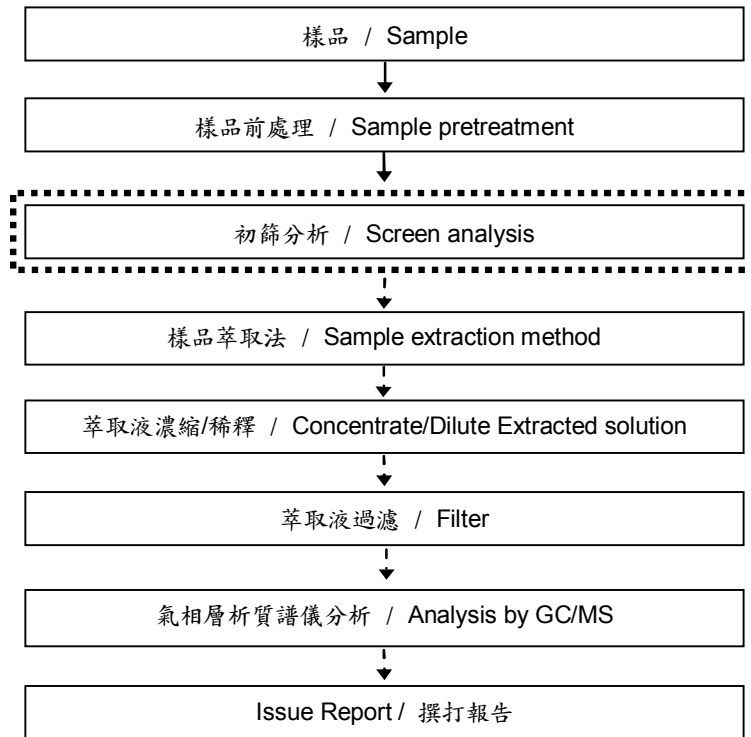 樣品 / Sample
樣品前處理 / Sample pretreatment
初篩分析 / Screen analysis
樣品萃取法 / Sample extraction method
萃取液濃縮/稀釋 / Concentrate/Dilute Extracted solution
萃取液過濾 / Filter
氣相層析質譜儀分析 / Analysis by GC/MS
Issue Report / 撰打報告